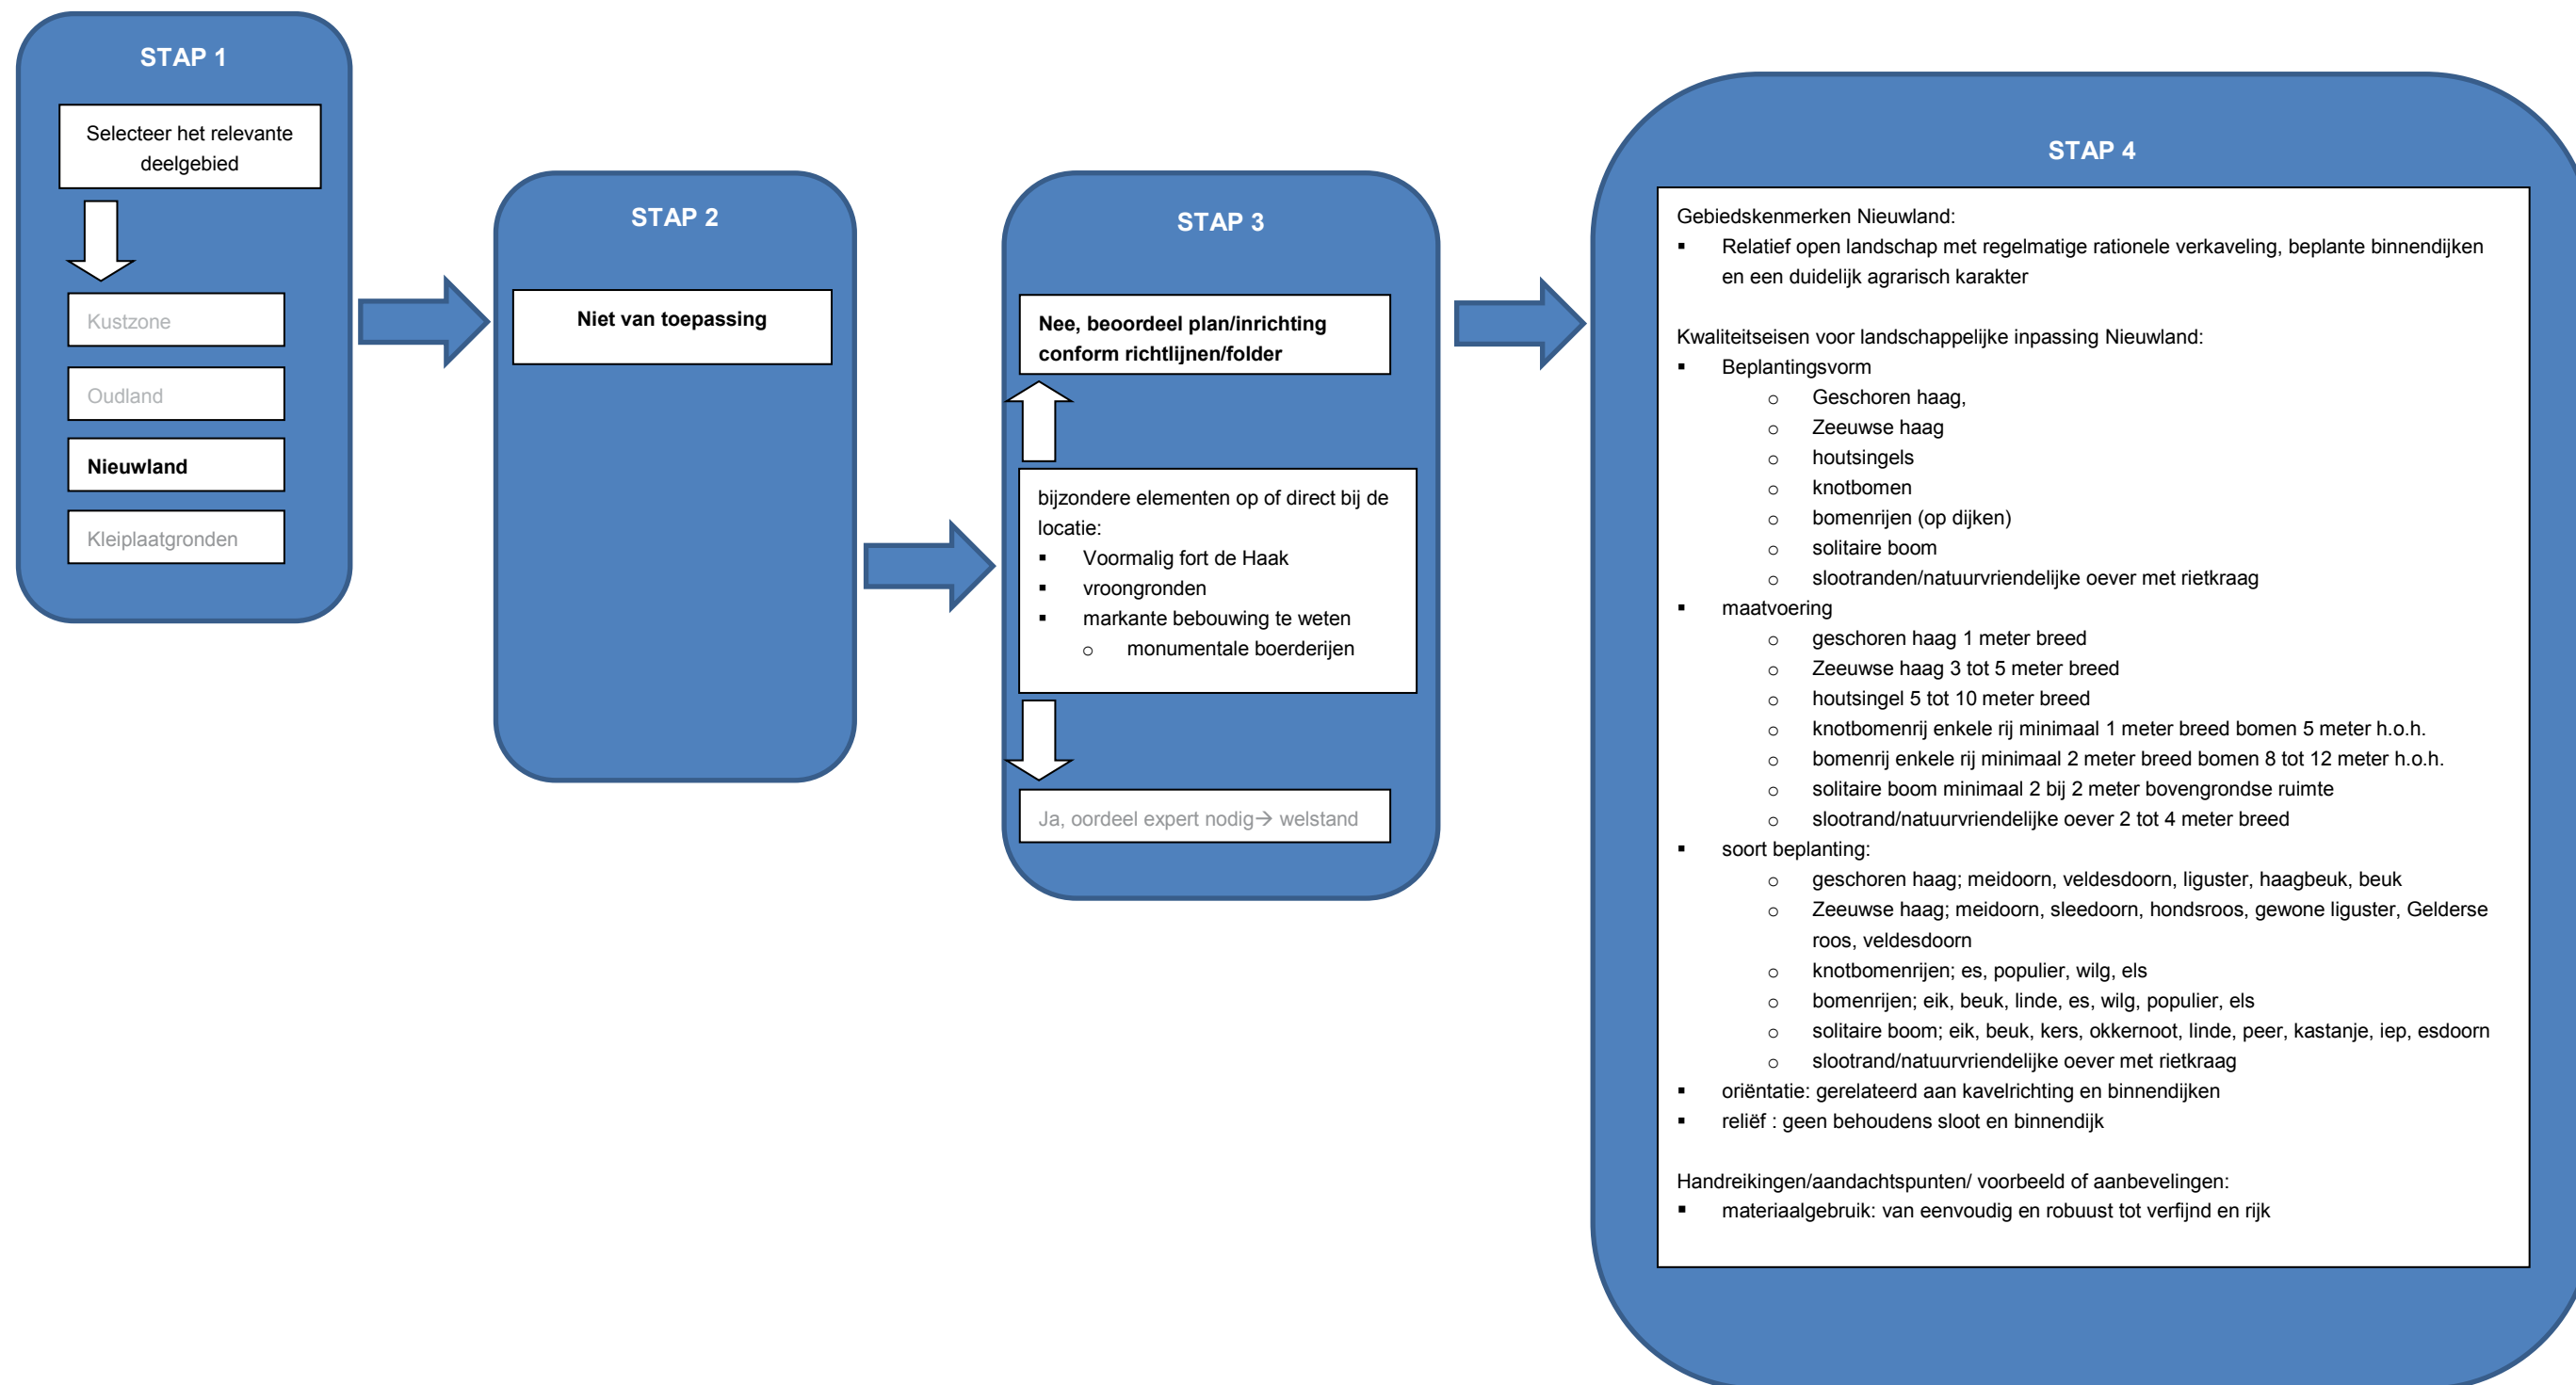 STAP 1
Selecteer het relevante
deelgebied
Kustzone
Oudland
Nieuwland
Kleiplaatgronden
STAP 2
Niet van toepassing
STAP 3
Nee, beoordeel plan/inrichting
conform richtlijnen/folder
bijzondere elementen op of direct bij de
locatie:
▪ Voormalig fort de Haak
▪ vroongronden
▪ markante bebouwing te weten
o monumentale boerderijen
Ja, oordeel expert nodig→ welstand
STAP 4
Gebiedskenmerken Nieuwland:
▪ Relatief open landschap met regelmatige rationele verkaveling, beplante binnendijken
en een duidelijk agrarisch karakter
Kwaliteitseisen voor landschappelijke inpassing Nieuwland:
▪ Beplantingsvorm
o Geschoren haag,
o Zeeuwse haag
o houtsingels
o knotbomen
o bomenrijen (op dijken)
o solitaire boom
o slootranden/natuurvriendelijke oever met rietkraag
▪ maatvoering
o geschoren haag 1 meter breed
o Zeeuwse haag 3 tot 5 meter breed
o houtsingel 5 tot 10 meter breed
o knotbomenrij enkele rij minimaal 1 meter breed bomen 5 meter h.o.h.
o bomenrij enkele rij minimaal 2 meter breed bomen 8 tot 12 meter h.o.h.
o solitaire boom minimaal 2 bij 2 meter bovengrondse ruimte
o slootrand/natuurvriendelijke oever 2 tot 4 meter breed
▪ soort beplanting:
o geschoren haag; meidoorn, veldesdoorn, liguster, haagbeuk, beuk
o Zeeuwse haag; meidoorn, sleedoorn, hondsroos, gewone liguster, Gelderse
roos, veldesdoorn
o knotbomenrijen; es, populier, wilg, els
o bomenrijen; eik, beuk, linde, es, wilg, populier, els
o solitaire boom; eik, beuk, kers, okkernoot, linde, peer, kastanje, iep, esdoorn
o slootrand/natuurvriendelijke oever met rietkraag
▪ oriëntatie: gerelateerd aan kavelrichting en binnendijken
▪ reliëf : geen behoudens sloot en binnendijk
Handreikingen/aandachtspunten/ voorbeeld of aanbevelingen:
▪ materiaalgebruik: van eenvoudig en robuust tot verfijnd en rijk